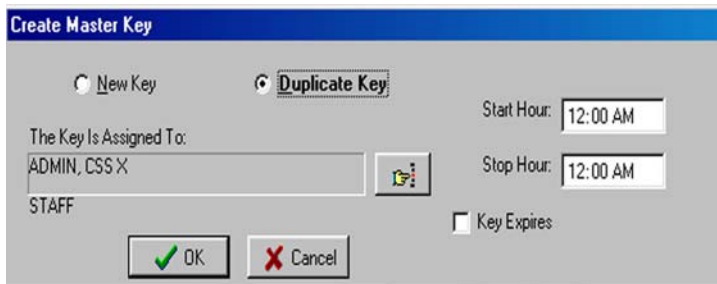 Create Master Key
New Key
Duplicate Key
Start Hour:
12:00 AM
The Key Is Assigned To:
ADMIN, CSS X
Stop Hour:
12:00 AM
STAFF
Key Expires
OK
Cancel